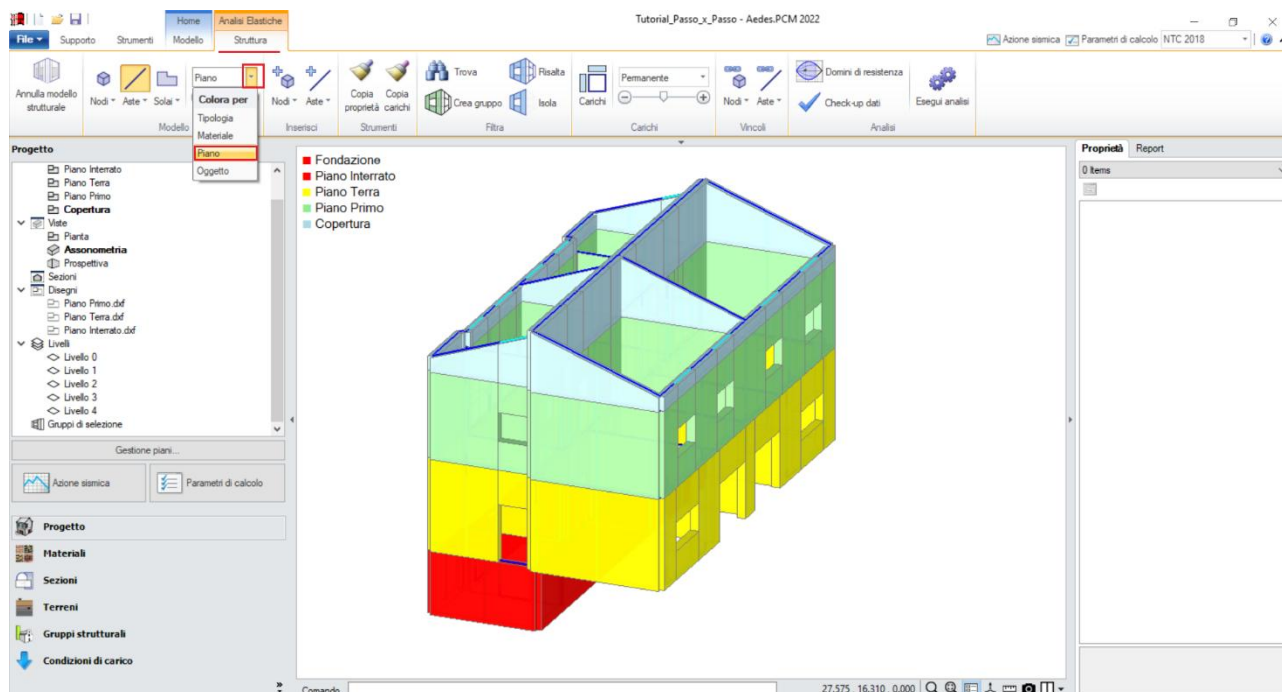 Tutorial_Passo_x_Passo - Aedes.PCM 2022
Home
Analisi Elastiche
File
Supporto
Strumenti
Modello
Struttura
Azione sismica
Parametri di calcolo
NTC 2018
Annulla modello
strutturale
Nodi
Aste
Solai
Piano
Colora per
Tipologia
Materiale
Piano
Oggetto
Modello
Nodi
Aste
Inserisci
Copia
proprietà
Copia
carichi
Strumenti
Trova
Crea gruppo
Risalta
Isola
Filtra
Carichi
Permanente
Carichi
Nodi
Aste
Vincoli
Domini di resistenza
Check-up dati
Esegui analisi
Analisi
Progetto
Piano Interrato
Piano Terra
Piano Primo
Copertura
Viste
Pianta
Assonometria
Prospettiva
Sezioni
Disegni
Piano Primo.dxf
Piano Terra.dxf
Piano Interrato.dxf
Livelli
Livello 0
Livello 1
Livello 2
Livello 3
Livello 4
Gruppi di selezione
Gestione piani...
Azione sismica
Parametri di calcolo
Progetto
Materiali
Sezioni
Terreni
Gruppi strutturali
Condizioni di carico
Fondazione
Piano Interrato
Piano Terra
Piano Primo
Copertura
Proprietà
Report
0 Items
Comando
27.575 16.310 0.000